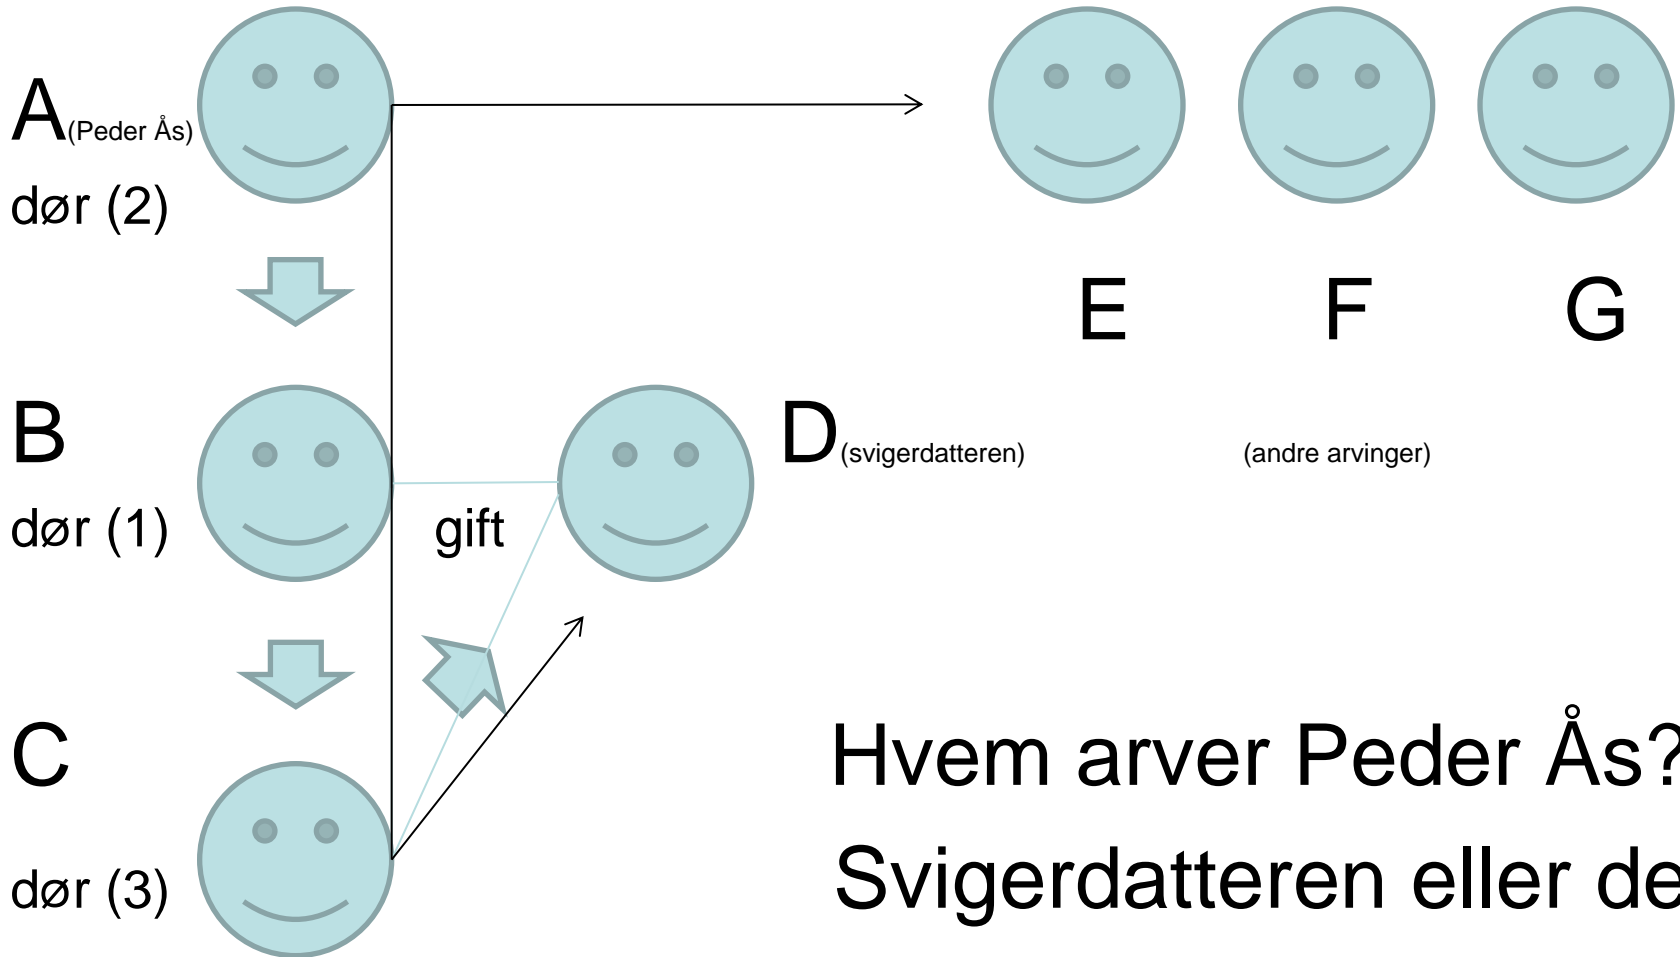 A (Peder Ås)
dør (2)
E F G
B
D (svigerdatteren) (andre arvinger)
dør (1)
gift
C
Hvem arver Peder Ås?
Svigerdatteren eller de
dør (3)